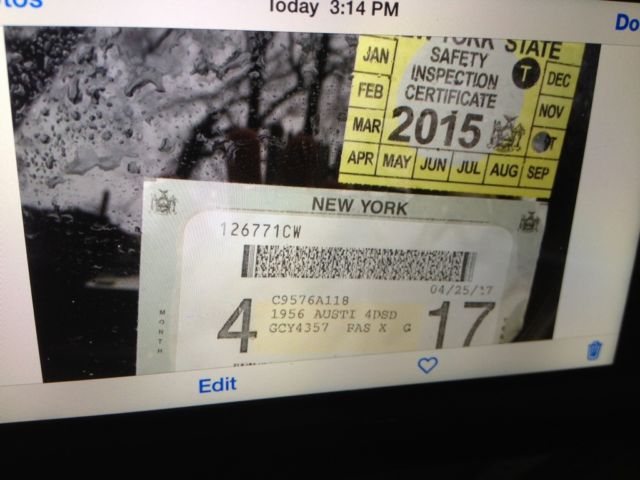 Today 3:14 PM
NEW YORK STATE
SAFETY
INSPECTION
CERTIFICATE
2015
T
JAN
FEB
MAR
APR MAY JUN JUL AUG SEP
NOV
DEC
NEW YORK
126771CW
04/25/17
MONTH
4
C9576A118
1956 AUSTI 4DSD
GCY4357 PAS X G
17
Edit